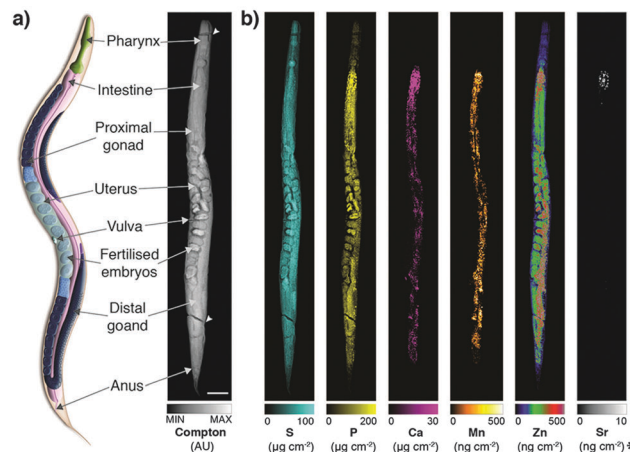 a)
b)
Pharynx
Intestine
Proximal
gonad
Uterus
Vulva
Fertilised
embryos
Distal
goand
Anus
MIN MAX
Compton
(AU)
0 100
S
(µg cm-2)
0 200
P
(µg cm-2)
0 30
Ca
(µg cm-2)
0 500
Mn
(ng cm-2)
0 500
Zn
(ng cm-2)
Sr
(ng cm-2) ‡